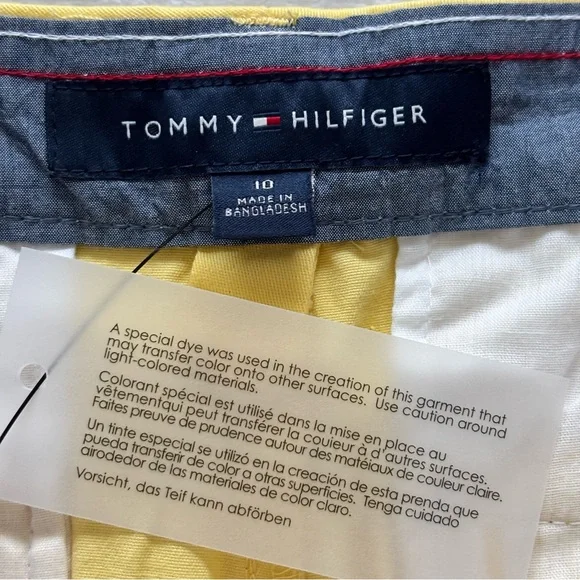 TOMMY HILFIGER
10
MADE IN
BANGLADESH
A special dye was used in the creation of this garment that
may transfer color onto other surfaces. Use caution around
light-colored materials.
Colorant spécial est utilisé dans la mise en place au
vêtementqui peut transférer la couieur à d'autres surfaces.
Faites preuve de prudence autour des matéiaux de couleur claire.
Un tinte especial se utilizó en la creación de esta prenda que
pueda transferir de color a otras superficies. Tenga cuidado
airodedor de las materiales de color claro.
Vorsicht, das Teif kann abförben